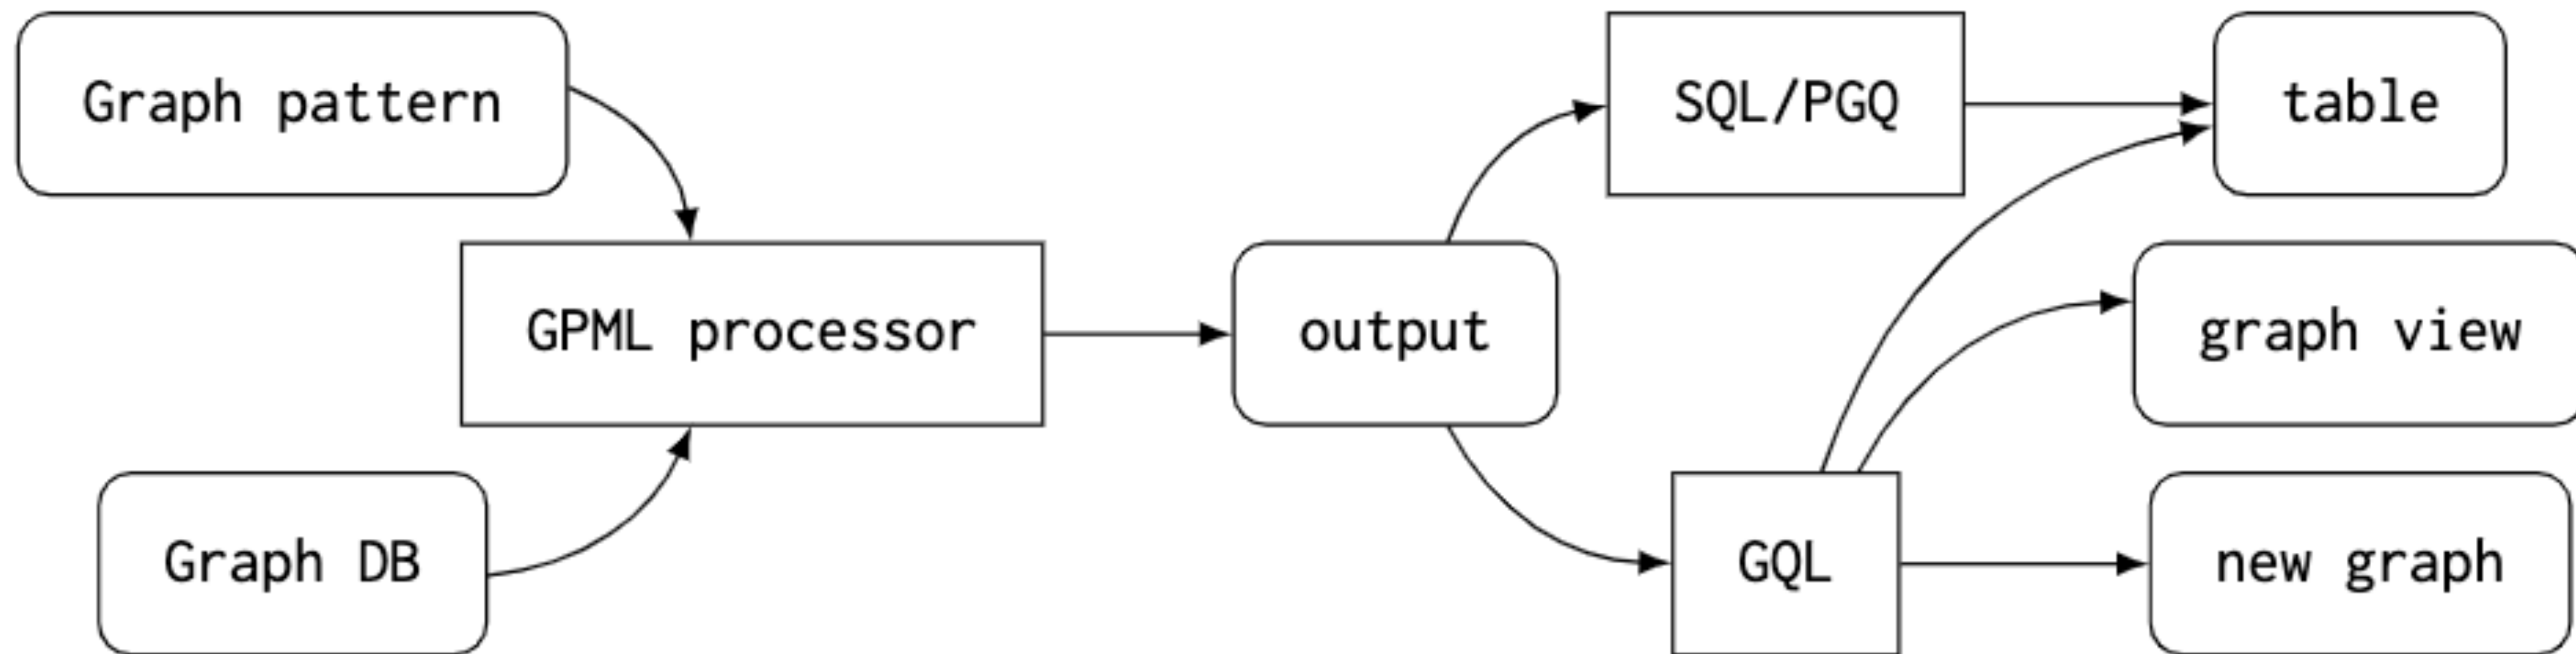 Graph pattern
SQL/PGQ
table
GPML processor
output
graph view
Graph DB
GQL
new graph